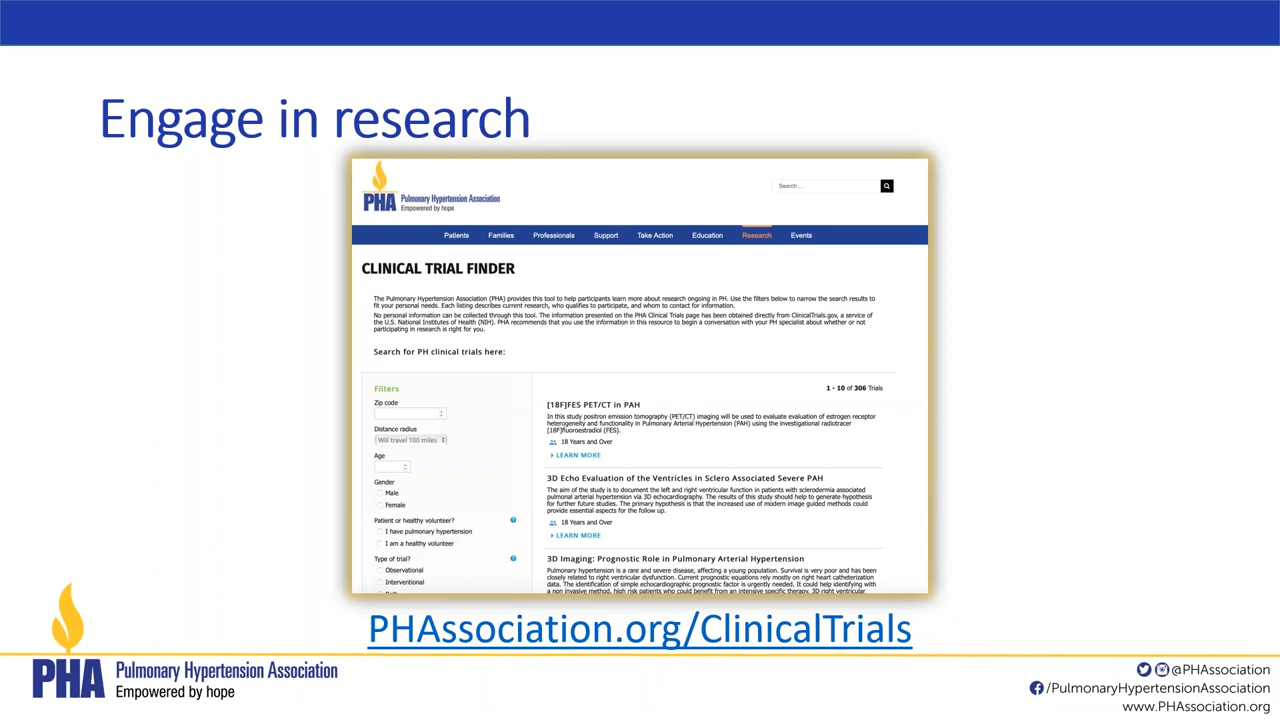 Engage in research
PHA Pulmonary Hypertension Association
Empowered by hope
Search ...
Patients Families Professionals Support Take Action Education Research Events
CLINICAL TRIAL FINDER
The Pulmonary Hypertension Association (PHA) provides this tool to help participants learn more about research ongoing in PH. Use the filters below to narrow the search results to
fit your personal needs. Each listing describes current research, who qualifies to participate, and whom to contact for information.
No personal information can be collected through this tool. The information presented on the PHA Clinical Trials page has been obtained directly from ClinicalTrials.gov, a service of
the U.S. National Institutes of Health (NIH). PHA recommends that you use the information in this resource to begin a conversation with your PH specialist about whether or not
participating in research is right for you.
Search for PH clinical trials here:
Filters
Zip code
Distance radius
Will travel 100 miles
Age
Gender
Male
Female
Patient or healthy volunteer?
I have pulmonary hypertension
I am a healthy volunteer
Type of trial?
Observational
Interventional
1 - 10 of 306 Trials
[18F]FES PET/CT in PAH
In this study positron emission tomography (PET/CT) imaging will be used to evaluate evaluation of estrogen receptor
heterogeneity and functionality in Pulmonary Arterial Hypertension (PAH) using the investigational radiotracer
[18F]fluoroestradiol (FES).
18 Years and Over
LEARN MORE
3D Echo Evaluation of the Ventricles in Sclero Associated Severe PAH
The aim of the study is to document the left and right ventricular function in patients with scleroderma associated
pulmonal arterial hypertension via 3D echocardiography. The results of this study should help to generate hypothesis
for further future studies. The primary hypothesis is that the increased use of modern image guided methods could
provide essential aspects for the follow up.
18 Years and Over
LEARN MORE
3D Imaging: Prognostic Role in Pulmonary Arterial Hypertension
Pulmonary hypertension is a rare and severe disease, affecting a young population. Survival is very poor and has been
closely related to right ventricular dysfunction. Current prognostic equations rely mostly on right heart catheterization
data. The identification of simple echocardiographic prognostic factor is urgently needed. It could help identifying with
a non invasive method, high risk patients who could benefit from an intensive specific therapy. 3D right ventricular
PHAssociation.org/ClinicalTrials
PHA Pulmonary Hypertension Association
Empowered by hope
@PHAssociation
/PulmonaryHypertensionAssociation
www.PHAssociation.org